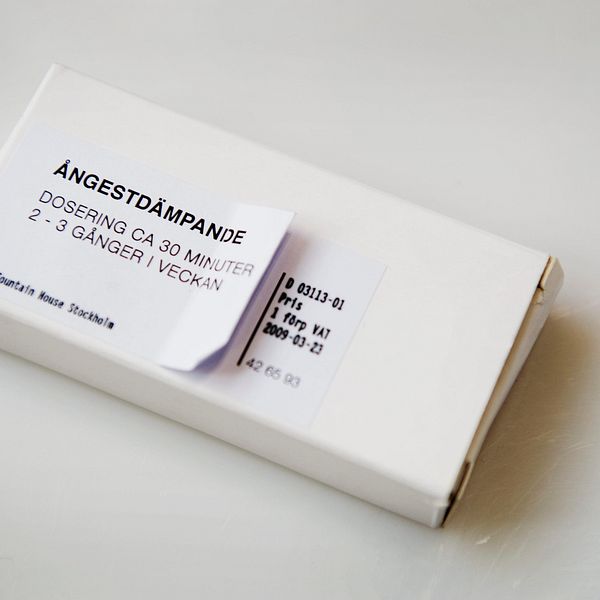 ÅNGESTDÄMPANDE
DOSERING CA 30 MINUTER
2 - 3 GÅNGER I VECKAN
Fountain House Stockholm
D 03113-01
Pris
1 förp VAT
2009-03-23
42 65 93